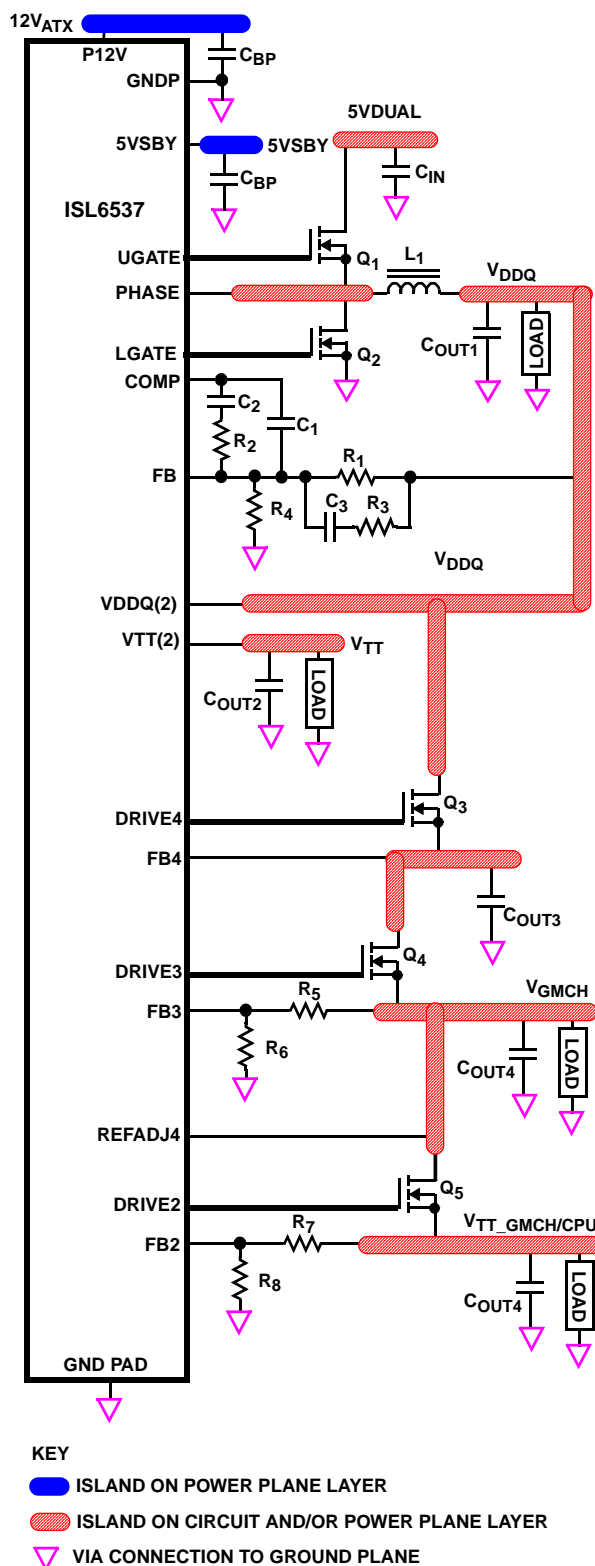 12VATX
P12V
CBP
GNDP
5VDUAL
5VSBY
5VSBY
CBP
CIN
ISL6537
UGATE
Q1
L1
PHASE
VDDQ
LGATE
Q2
COUT1
LOAD
COMP
C2
C1
R2
FB
R1
R4
C3
R3
VDDQ
VDDQ(2)
VTT(2)
VTT
COUT2
LOAD
DRIVE4
Q3
FB4
COUT3
Q4
DRIVE3
R5
VGMCH
FB3
R6
COUT4
LOAD
REFADJ4
Q5
DRIVE2
R7
VTT_GMCH/CPU
FB2
R8
COUT4
LOAD
GND PAD
KEY
ISLAND ON POWER PLANE LAYER
ISLAND ON CIRCUIT AND/OR POWER PLANE LAYER
VIA CONNECTION TO GROUND PLANE